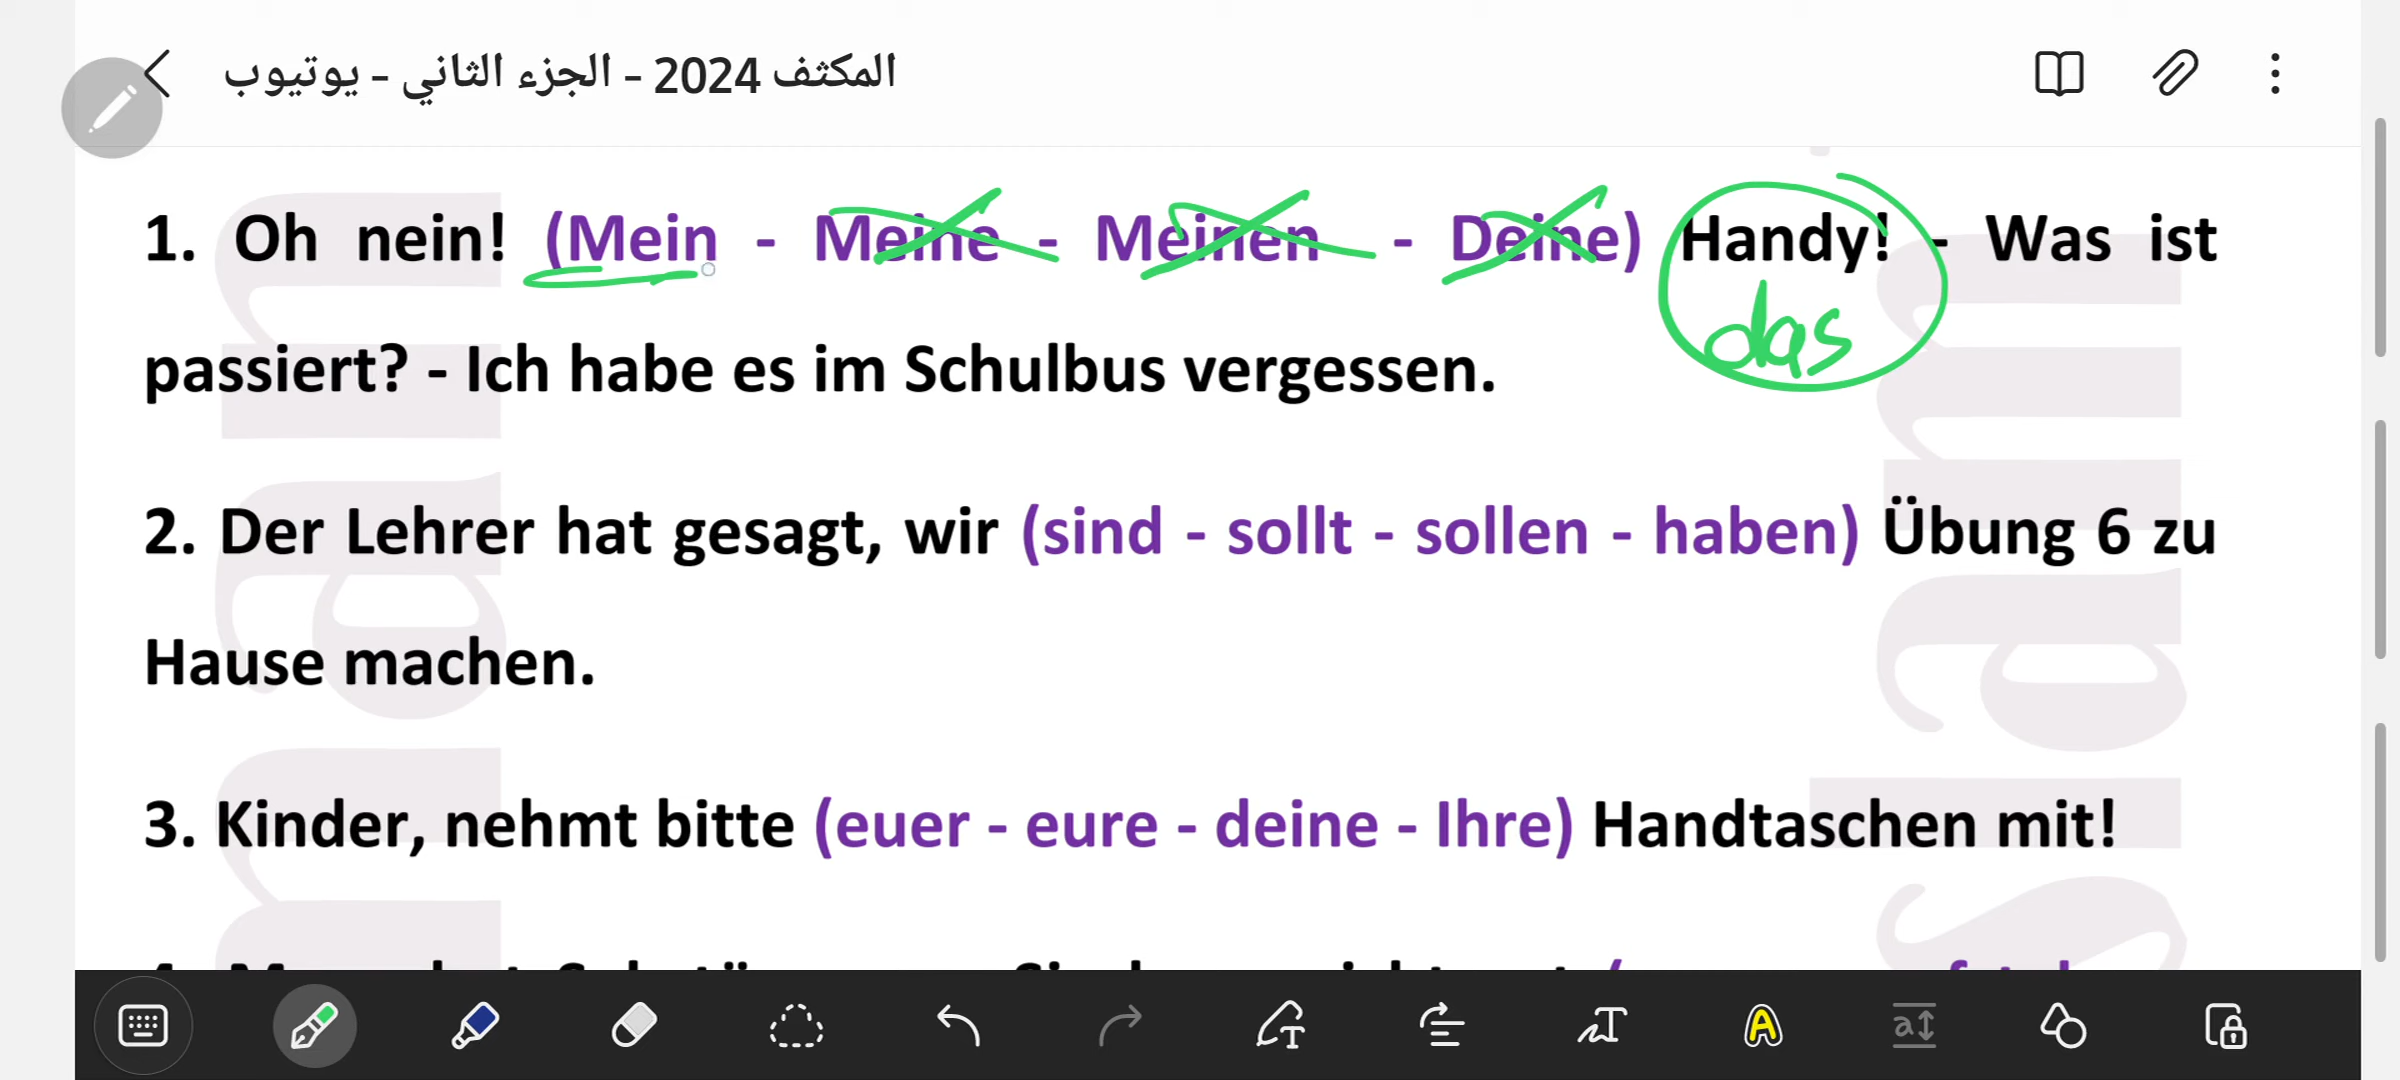 المكثف 2024 - الجزء الثاني - يوتيوب
1. Oh nein! (Mein - Meine - Meinen - Deine) Handy! - Was ist
das
passiert? - Ich habe es im Schulbus vergessen.
2. Der Lehrer hat gesagt, wir (sind - sollt - sollen - haben) Übung 6 zu
Hause machen.
3. Kinder, nehmt bitte (euer - eure - deine - Ihre) Handtaschen mit!